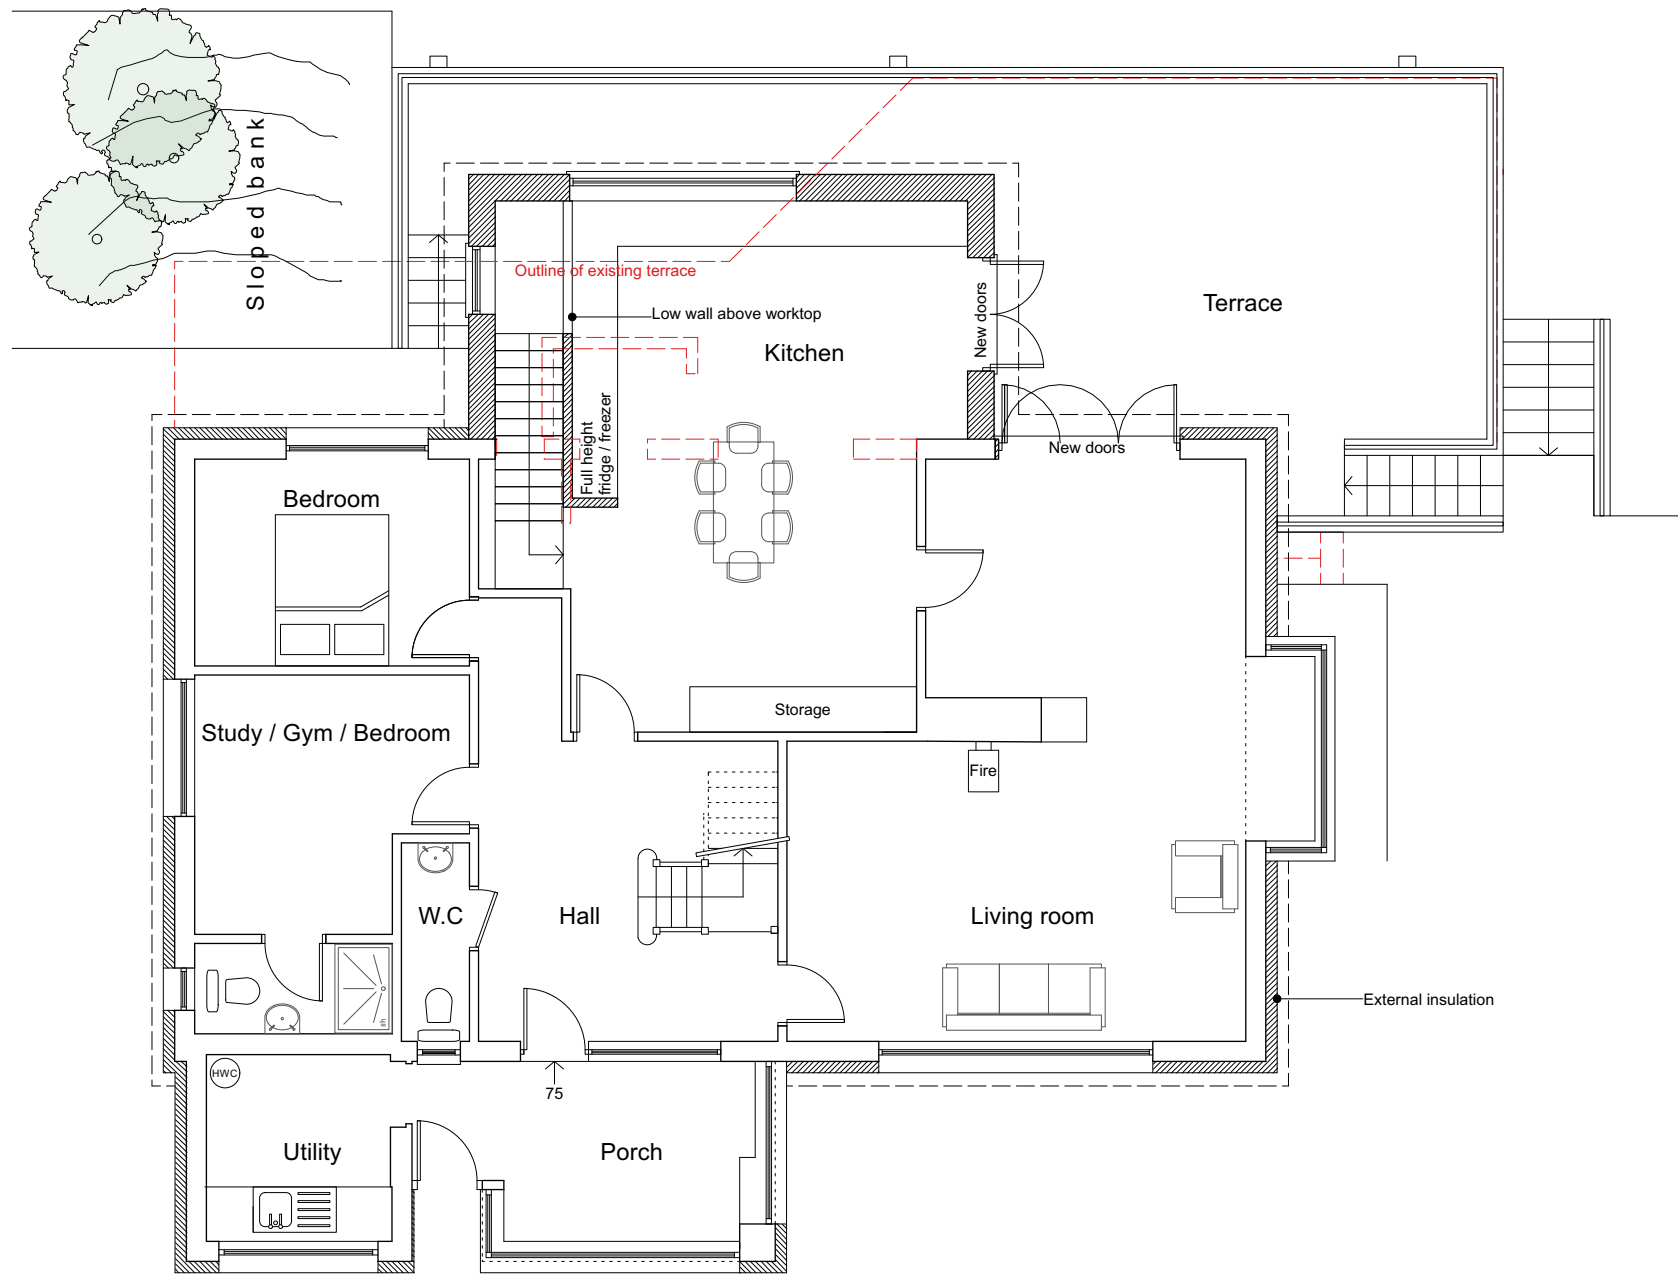 Sloped bank
Outline of existing terrace
Low wall above worktop
Kitchen
New doors
Terrace
New doors
Full height
fridge / freezer
Bedroom
Storage
Study / Gym / Bedroom
Fire
W.C
Hall
Living room
External insulation
sh
HWC
75
Utility
Porch